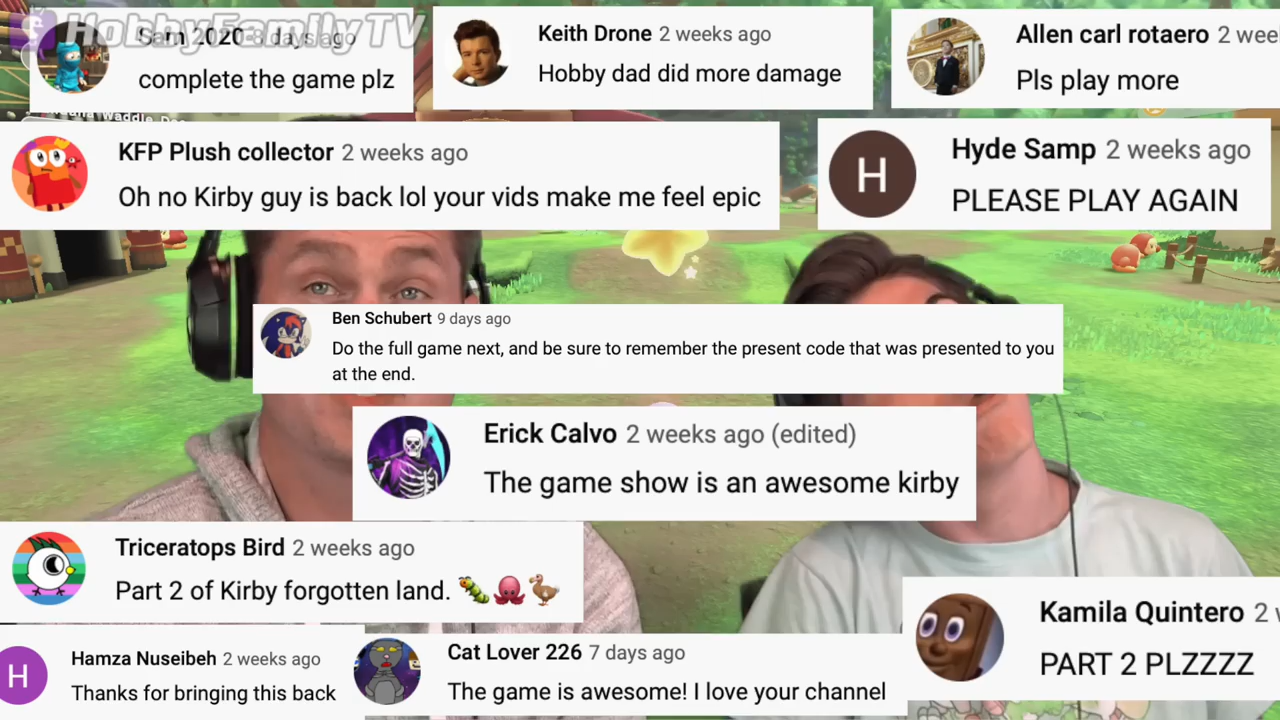 HobbyFamilyTV
Sam 2020 8 days ago
complete the game plz
Keith Drone 2 weeks ago
Hobby dad did more damage
Allen carl rotaero 2 wee
Pls play more
Waddle Dee
KFP Plush collector 2 weeks ago
Oh no Kirby guy is back lol your vids make me feel epic
H
Hyde Samp 2 weeks ago
PLEASE PLAY AGAIN
Ben Schubert 9 days ago
Do the full game next, and be sure to remember the present code that was presented to you
at the end.
Erick Calvo 2 weeks ago (edited)
The game show is an awesome kirby
Triceratops Bird 2 weeks ago
Part 2 of Kirby forgotten land. 🐛🐙🦤
Kamila Quintero 2 w
PART 2 PLZZZZ
H
Hamza Nuseibeh 2 weeks ago
Thanks for bringing this back
Cat Lover 226 7 days ago
The game is awesome! I love your channel